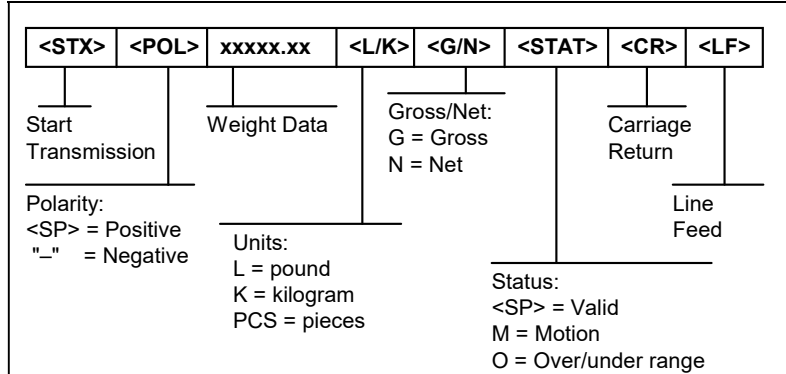 <STX> <POL> xxxxx.xx <L/K> <G/N> <STAT> <CR> <LF>
Start
Transmission
Weight Data
Gross/Net:
G = Gross
N = Net
Carriage
Return
Polarity:
<SP> = Positive
"–" = Negative
Units:
L = pound
K = kilogram
PCS = pieces
Line
Feed
Status:
<SP> = Valid
M = Motion
O = Over/under range